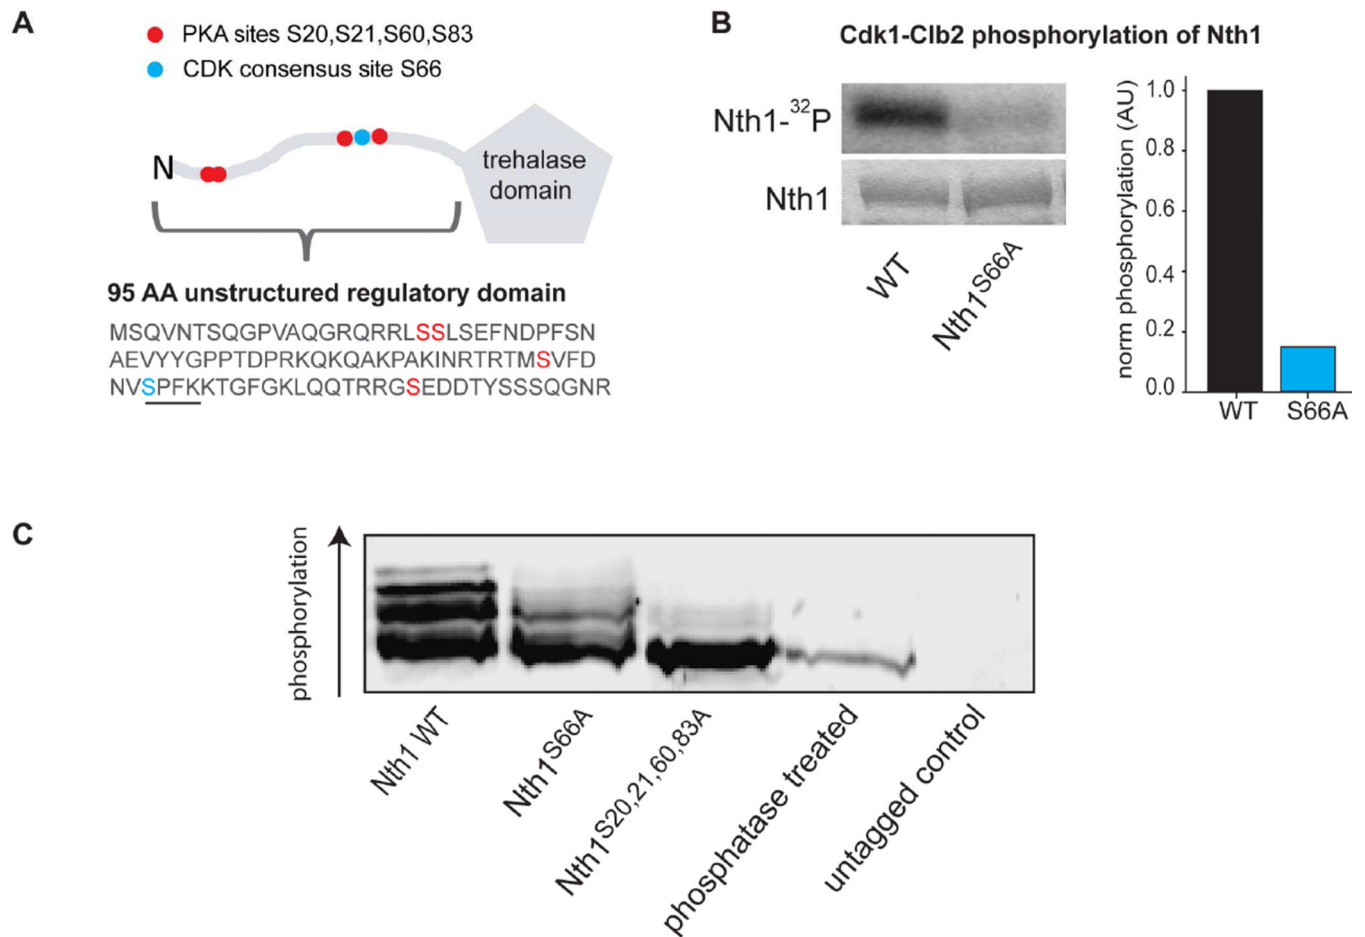 A
PKA sites S20,S21,S60,S83
CDK consensus site S66
N
trehalase
domain
95 AA unstructured regulatory domain
MSQVNTSQGPVAQGRQRRLSSLSEFNDPFSN
AEVYYGPPTDPRKQKQAKPAKINRTRTMSVFD
NVSPFKKTGFGKLQQTRRGSEDDTYSSSQGNR
B
Cdk1-Clb2 phosphorylation of Nth1
Nth1-32P
Nth1
WT
Nth1S66A
norm phosphorylation (AU)
1.0
0.8
0.6
0.4
0.2
0.0
WT
S66A
C
phosphorylation
Nth1 WT
Nth1S66A
Nth1S20,21,60,83A
phosphatase treated
untagged control